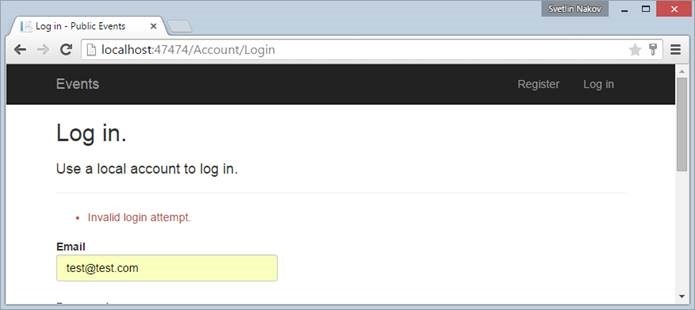 Svetlin Nakov
Log in - Public Events
localhost:47474/Account/Login
Events Register Log in
Log in.
Use a local account to log in.
Invalid login attempt.
Email
test@test.com